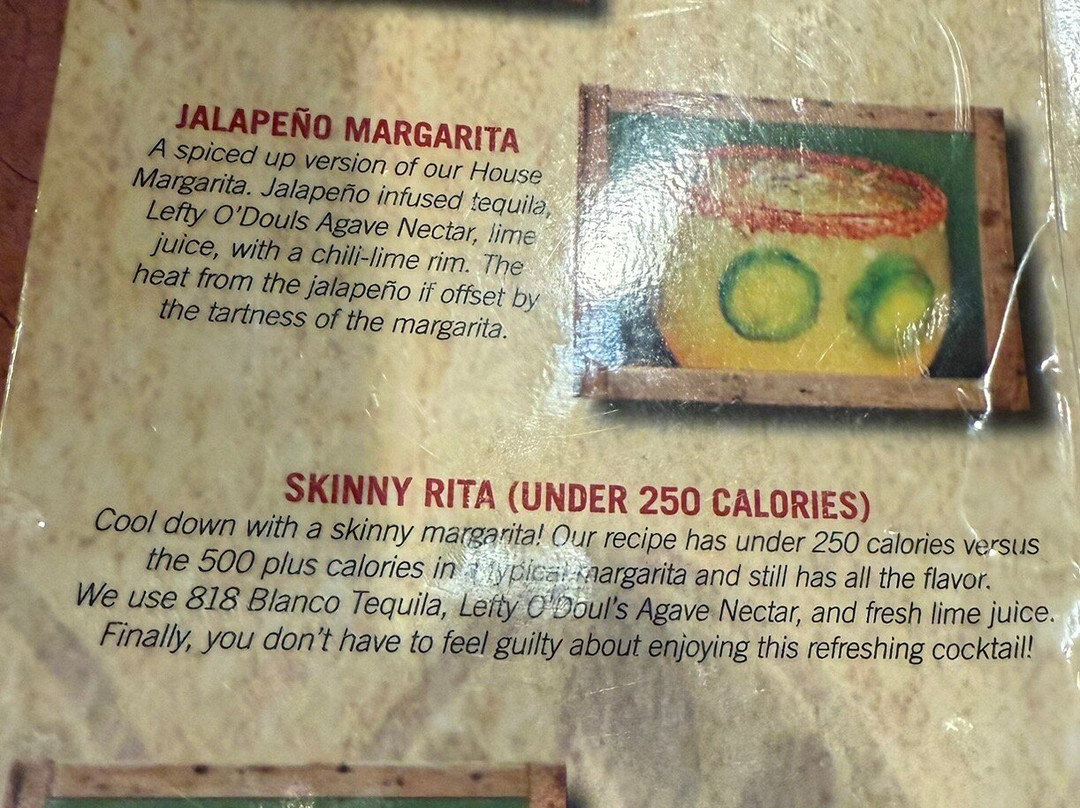 JALAPEÑO MARGARITA
A spiced up version of our House
Margarita. Jalapeño infused tequila,
Lefty O'Douls Agave Nectar, lime
juice, with a chili-lime rim. The
heat from the jalapeño if offset by
the tartness of the margarita.
SKINNY RITA (UNDER 250 CALORIES)
Cool down with a skinny margarita! Our recipe has under 250 calories versus
the 500 plus calories in a typical margarita and still has all the flavor.
We use 818 Blanco Tequila, Lefty O'Doul's Agave Nectar, and fresh lime juice.
Finally, you don't have to feel guilty about enjoying this refreshing cocktail!